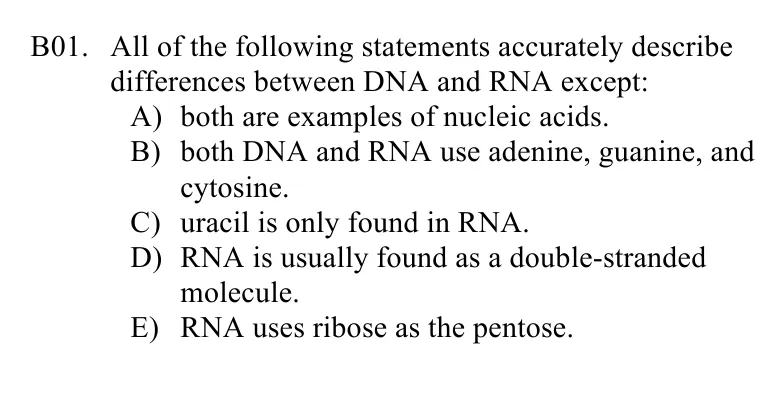 B01. All of the following statements accurately describe
differences between DNA and RNA except:
A) both are examples of nucleic acids.
B) both DNA and RNA use adenine, guanine, and
cytosine.
C) uracil is only found in RNA.
D) RNA is usually found as a double-stranded
molecule.
E) RNA uses ribose as the pentose.